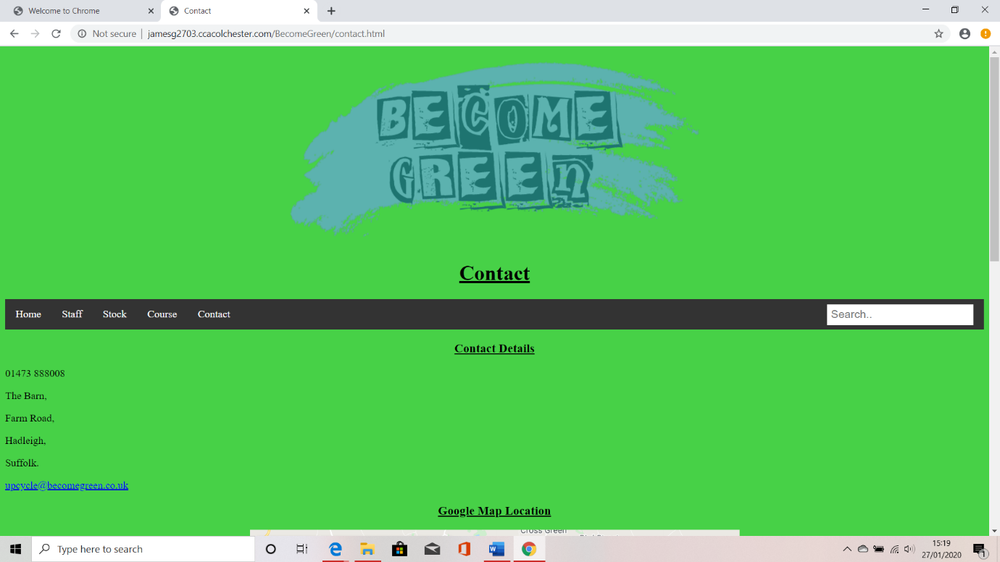 Welcome to Chrome
Contact
Not secure | jamesg2703.ccacolchester.com/BecomeGreen/contact.html
BECOME
GREEN
Contact
Home Staff Stock Course Contact Search..
Contact Details
01473 888008
The Barn,
Farm Road,
Hadleigh,
Suffolk.
upcycle@becomegreen.co.uk
Google Map Location
Cross Green
Type here to search
15:19
27/01/2020
1